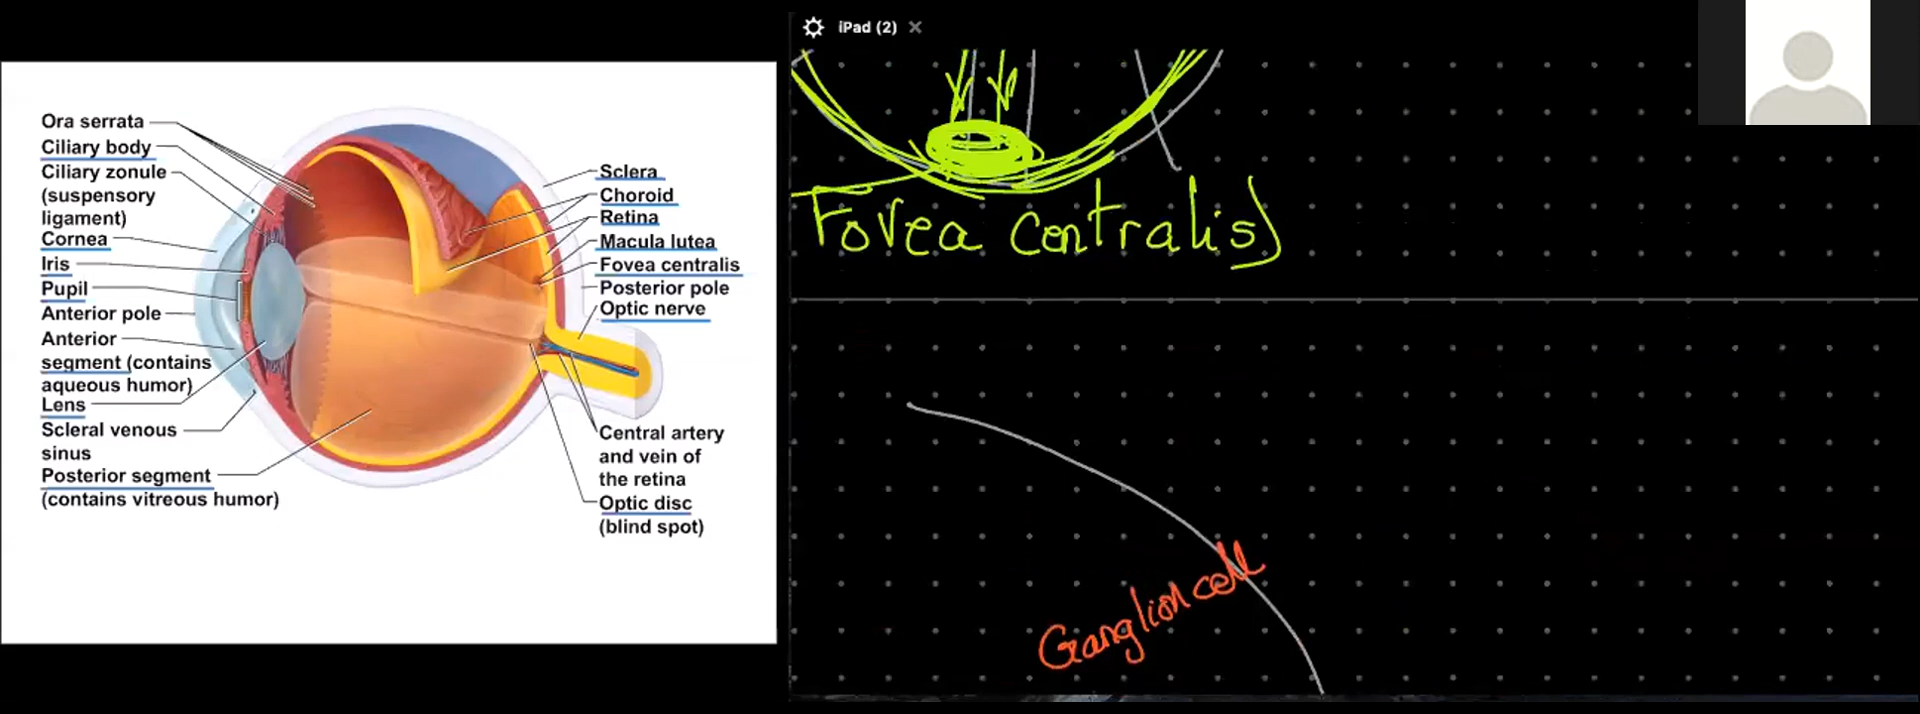 Ora serrata
Ciliary body
Ciliary zonule
(suspensory
ligament)
Cornea
Iris
Pupil
Anterior pole
Anterior
segment (contains
aqueous humor)
Lens
Scleral venous
sinus
Posterior segment
(contains vitreous humor)
Sclera
Choroid
Retina
Macula lutea
Fovea centralis
Posterior pole
Optic nerve
Central artery
and vein of
the retina
Optic disc
(blind spot)
iPad (2)
Fovea centralis
Ganglion cell